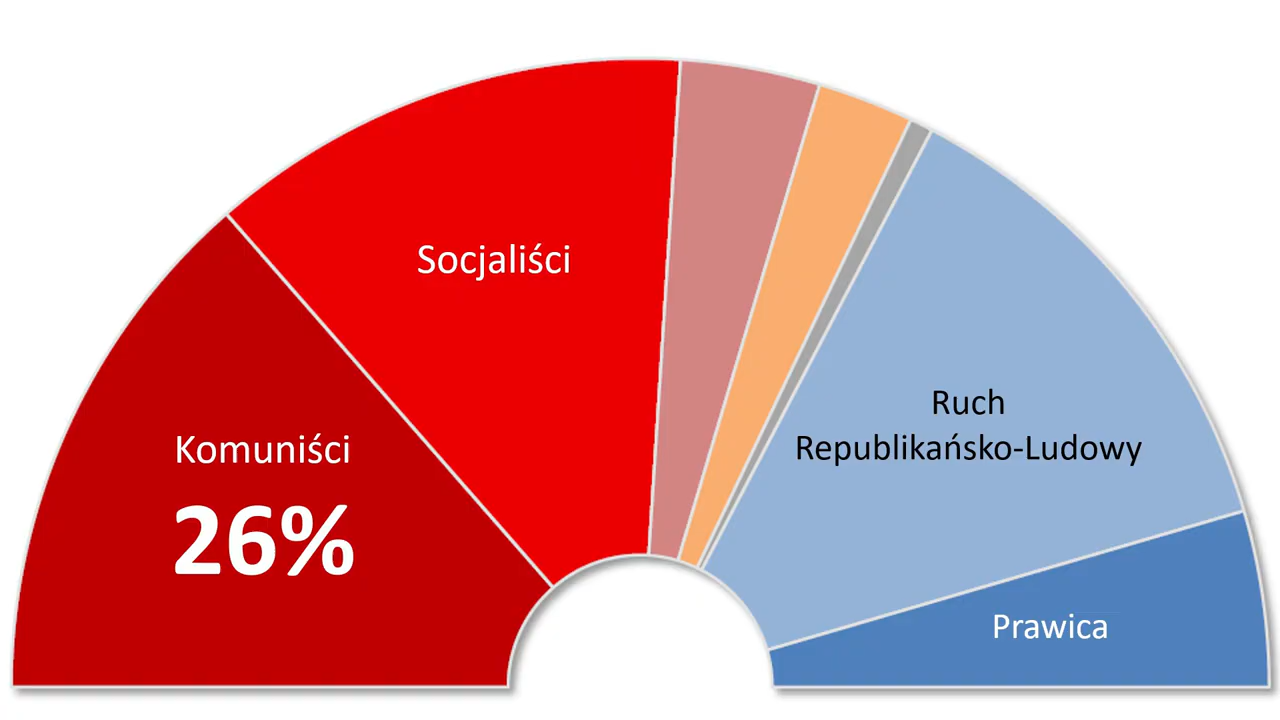 Socjaliści
Ruch
Republikańsko-Ludowy
Komuniści
26%
Prawica